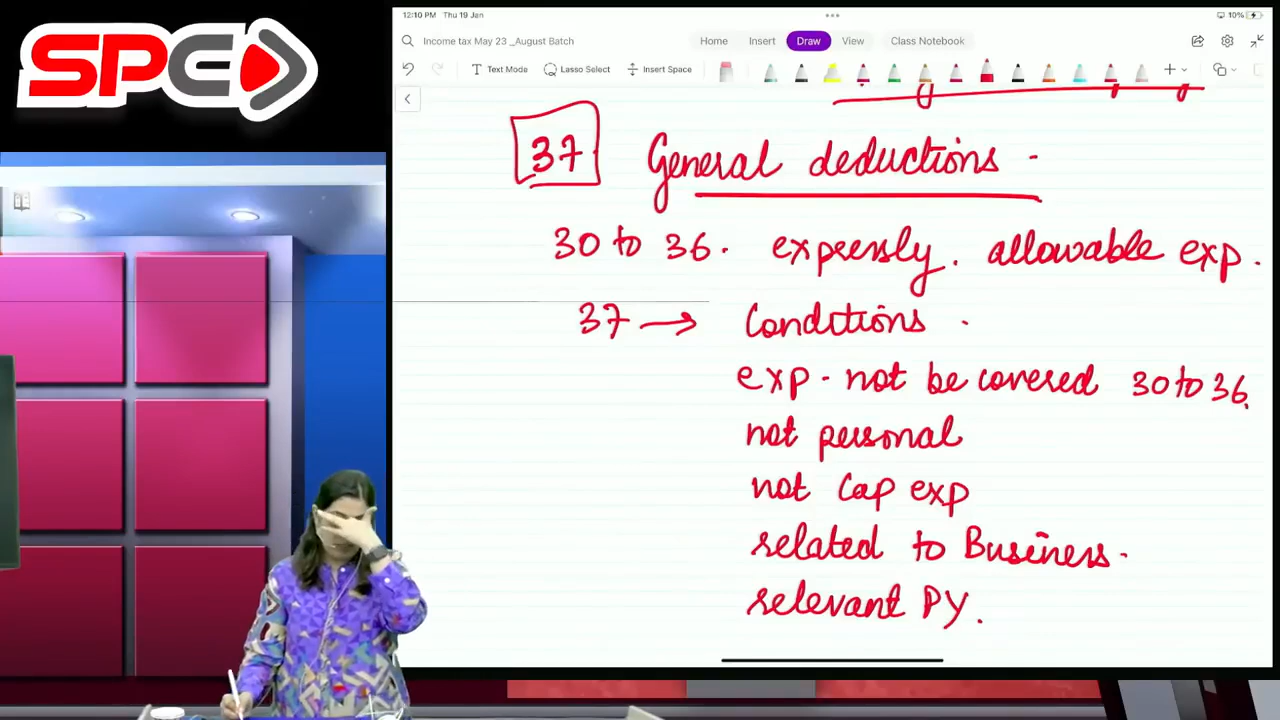 SPC
12:10 PM Thu 19 Jan
10%
Income tax May 23 _August Batch
Home Insert Draw View Class Notebook
Text Mode Lasso Select Insert Space
37 General deductions.
30 to 36. expressly. allowable exp.
37 → Conditions.
exp. not be covered 30 to 36.
not personal
not Cap exp
related to Business.
relevant PY.